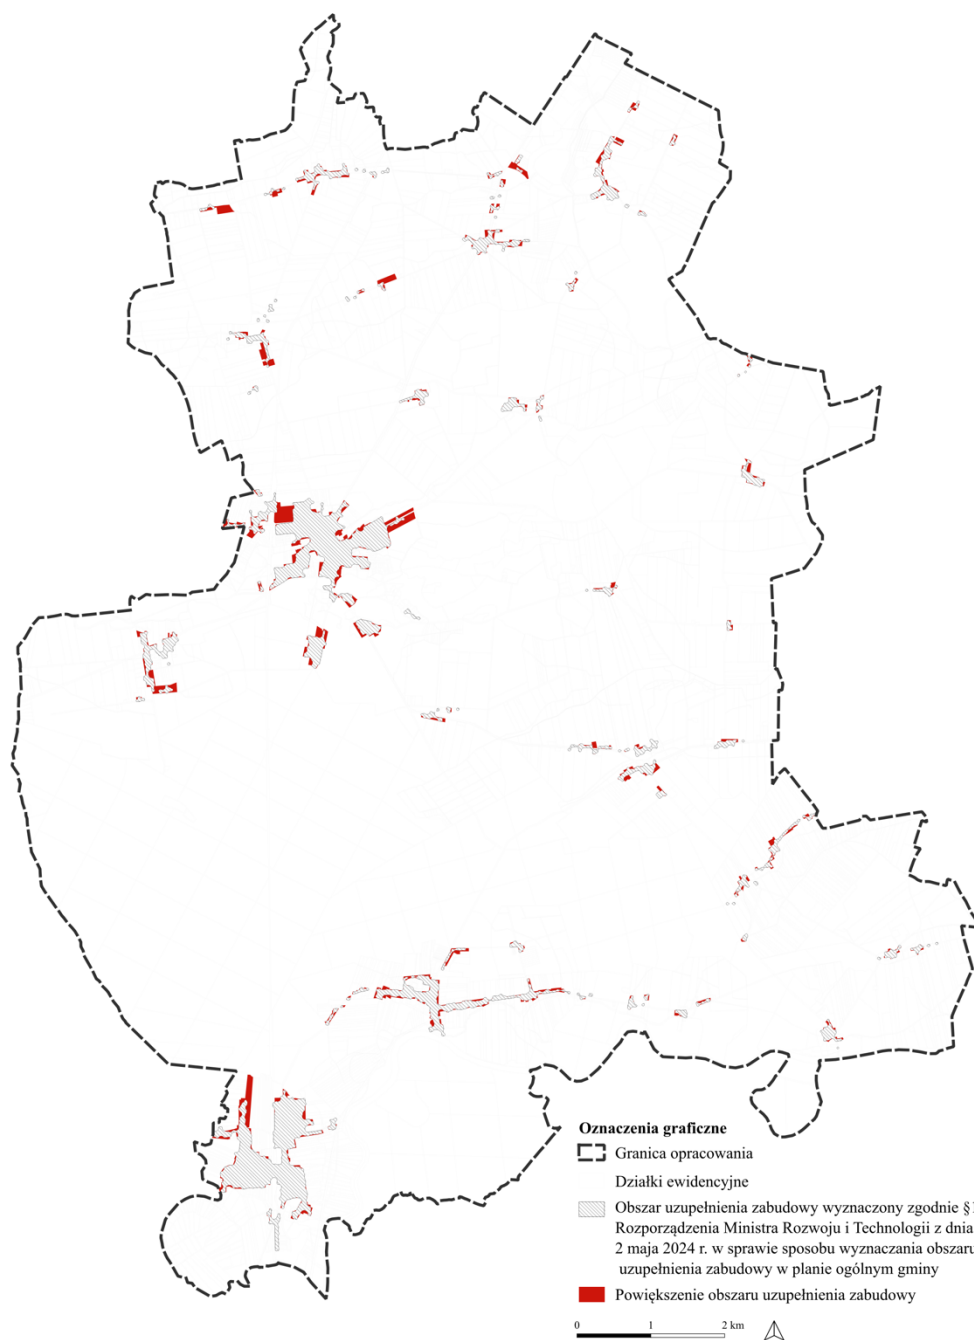 Oznaczenia graficzne
Granica opracowania
Działki ewidencyjne
Obszar uzupełnienia zabudowy wyznaczony zgodnie §
Rozporządzenia Ministra Rozwoju i Technologii z dnia
2 maja 2024 r. w sprawie sposobu wyznaczania obszaru
uzupełnienia zabudowy w planie ogólnym gminy
Powiększenie obszaru uzupełnienia zabudowy
0 1 2 km